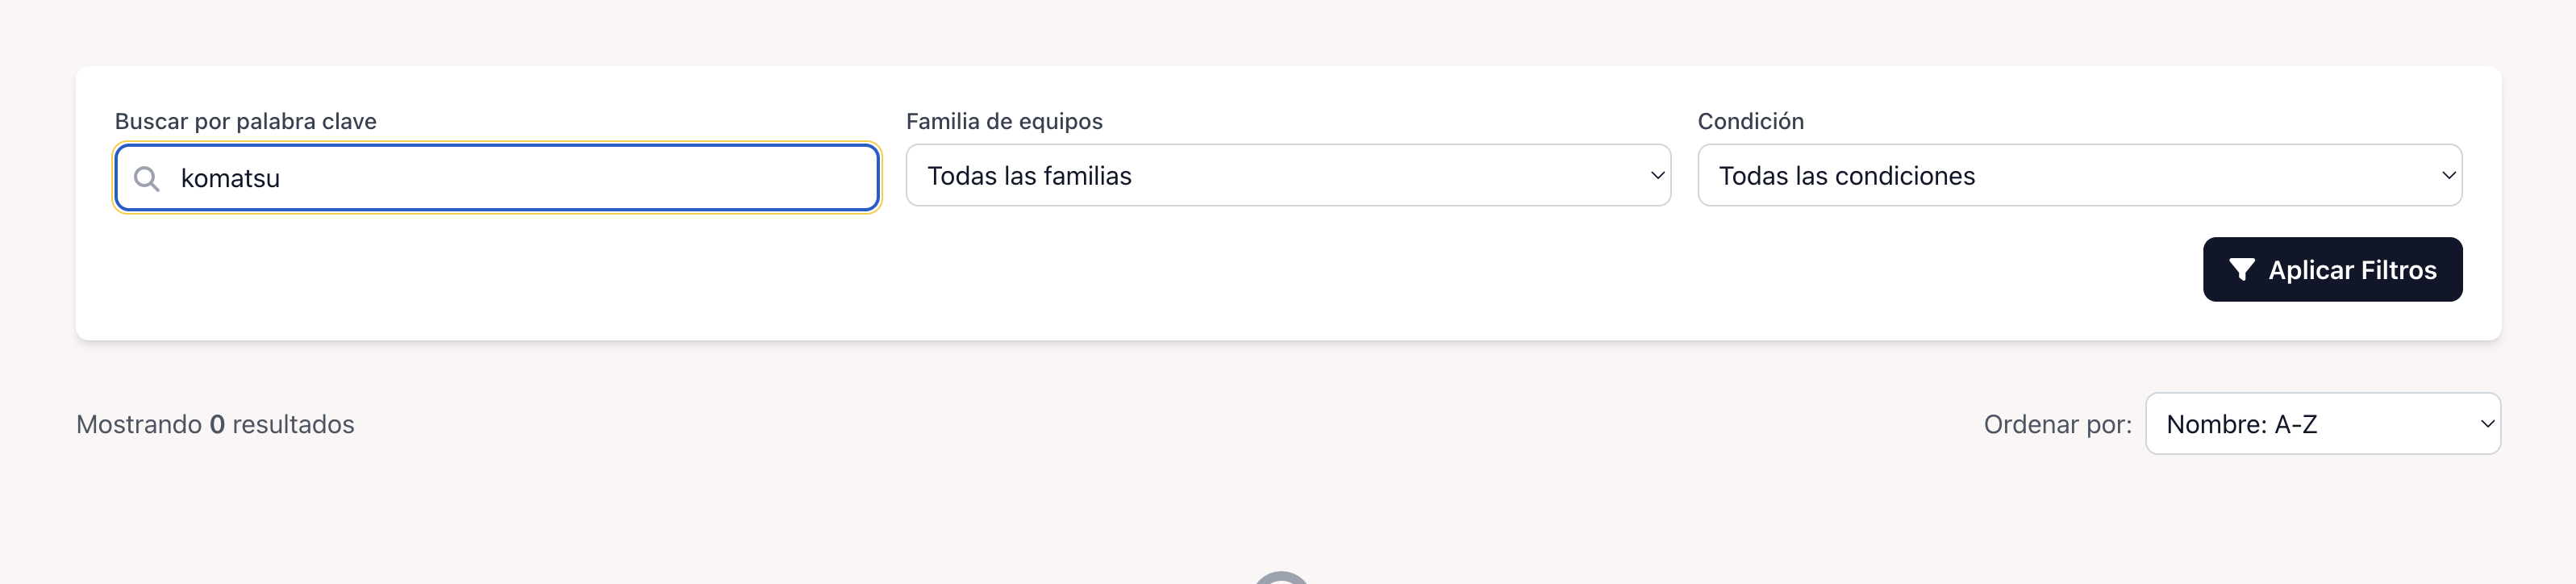 Buscar por palabra clave
komatsu
Familia de equipos
Todas las familias
Condición
Todas las condiciones
Aplicar Filtros
Mostrando 0 resultados
Ordenar por: Nombre: A-Z